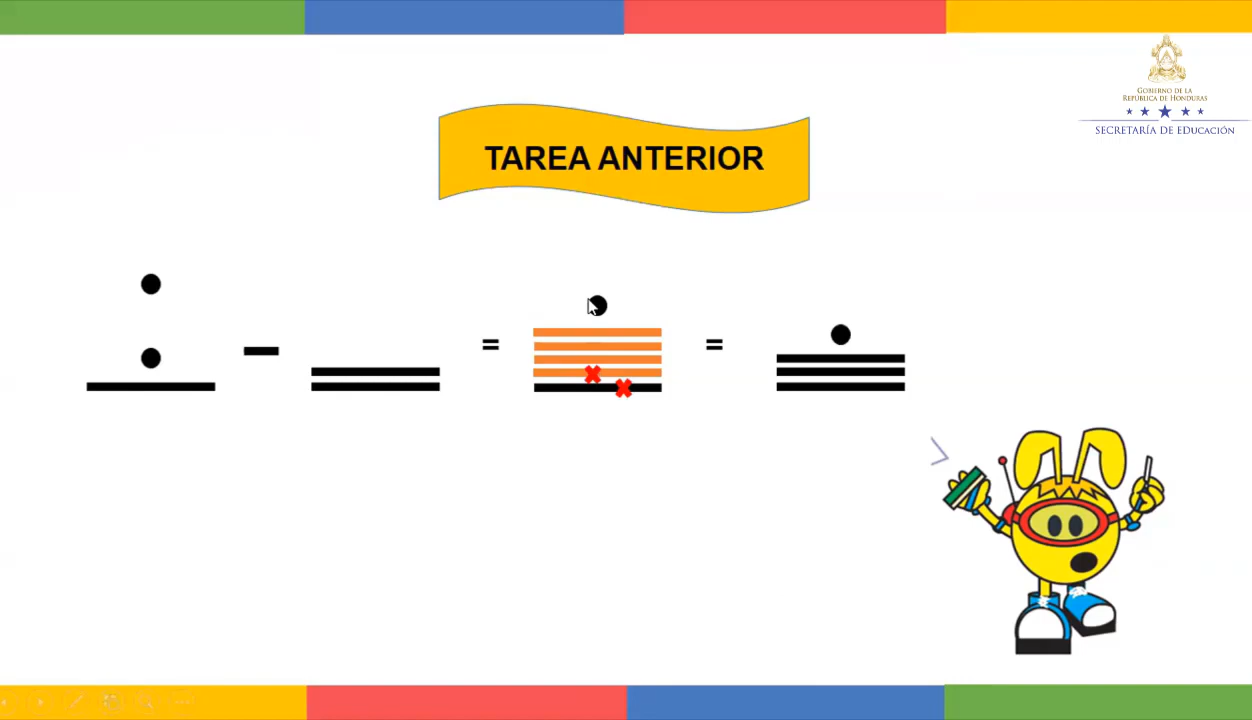 GOBIERNO DE LA
REPÚBLICA DE HONDURAS
SECRETARÍA DE EDUCACIÓN
TAREA ANTERIOR
− = =